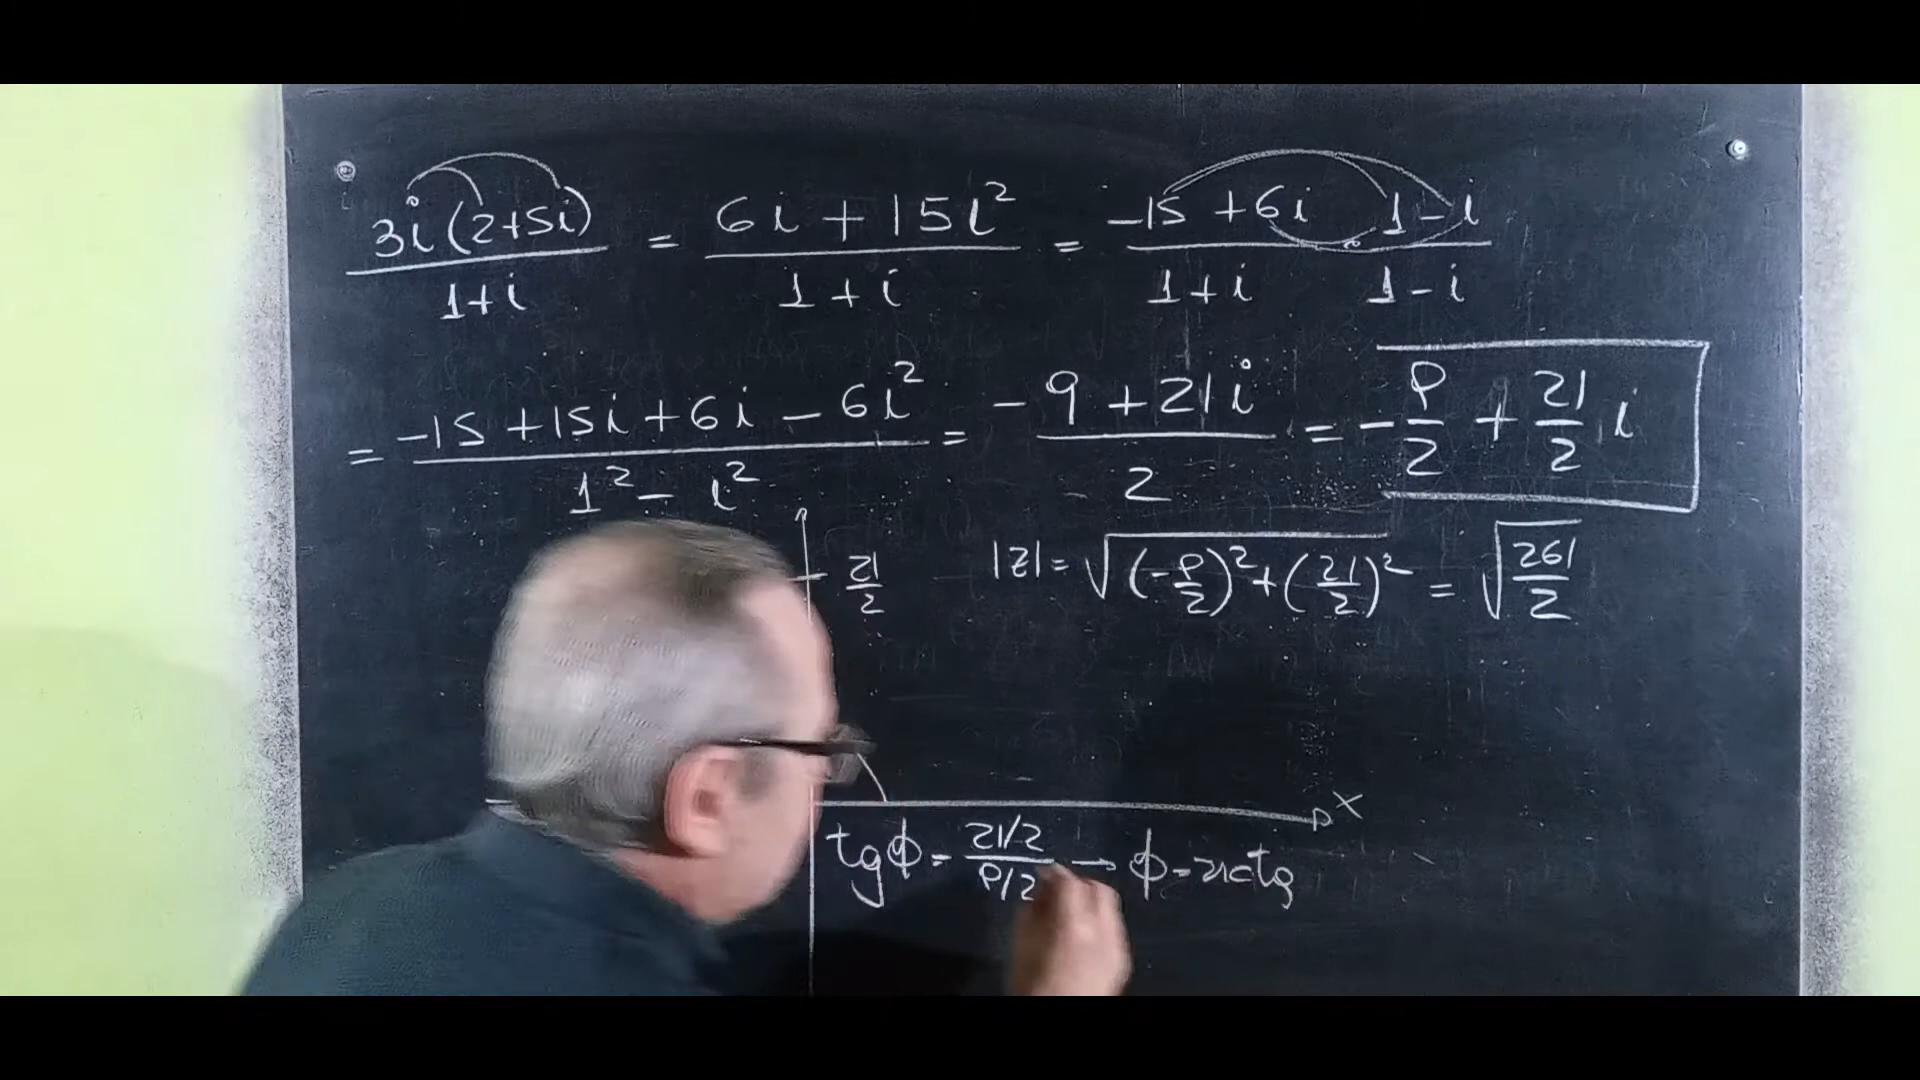 3i(2+5i)/1+i = 6i+15i²/1+i = -15+6i/1+i · 1-i/1-i
= -15+15i+6i-6i²/1²-i² = -9+21i/2 = -9/2+21/2 i
21/2 |z|=√(-9/2)²+(21/2)² = √261/2
x
tgϕ=21/2/9/2 → ϕ=arctg